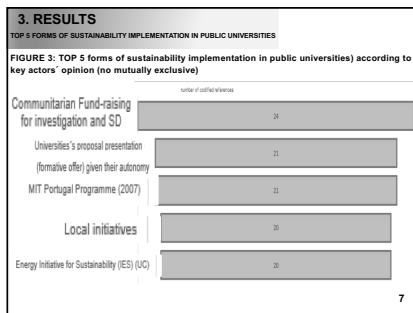 3. RESULTS
TOP 5 FORMS OF SUSTAINABILITY IMPLEMENTATION IN PUBLIC UNIVERSITIES
FIGURE 3: TOP 5 forms of sustainability implementation in public universities) according to
key actors´ opinion (no mutually exclusive)
number of codified references
Communitarian Fund-raising
for investigation and SD
24
Universities´s proposal presentation
(formative offer) given their autonomy
21
MIT Portugal Programme (2007)
21
Local initiatives
20
Energy Initiative for Sustainability (IES) (UC)
20
7